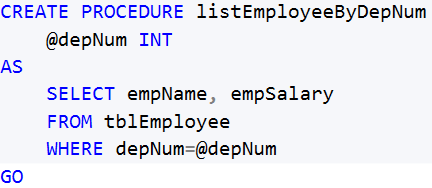 CREATE PROCEDURE listEmployeeByDepNum
    @depNum INT
AS
    SELECT empName, empSalary
    FROM tblEmployee
    WHERE depNum=@depNum
GO